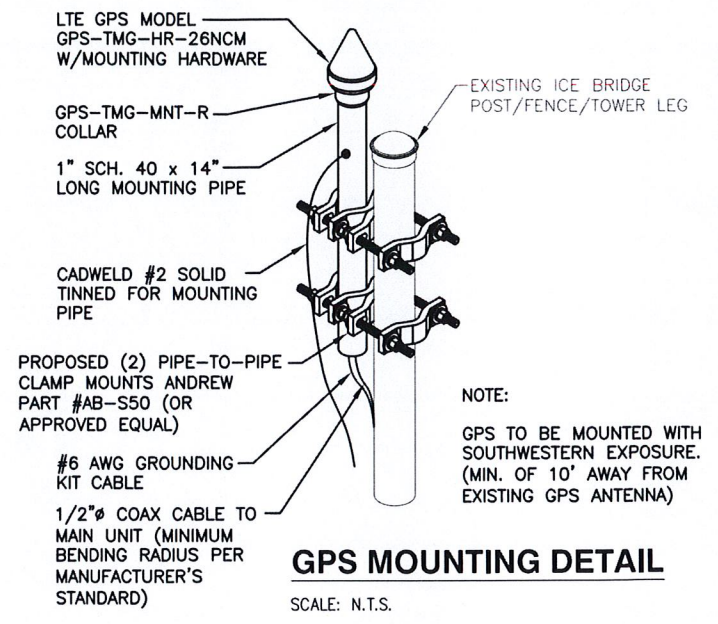 LTE GPS MODEL
GPS-TMG-HR-26NCM
W/MOUNTING HARDWARE
GPS-TMG-MNT-R
COLLAR
1" SCH. 40 x 14"
LONG MOUNTING PIPE
CADWELD #2 SOLID
TINNED FOR MOUNTING
PIPE
PROPOSED (2) PIPE-TO-PIPE
CLAMP MOUNTS ANDREW
PART #AB-S50 (OR
APPROVED EQUAL)
#6 AWG GROUNDING
KIT CABLE
1/2"ø COAX CABLE TO
MAIN UNIT (MINIMUM
BENDING RADIUS PER
MANUFACTURER'S
STANDARD)
EXISTING ICE BRIDGE
POST/FENCE/TOWER LEG
NOTE:
GPS TO BE MOUNTED WITH
SOUTHWESTERN EXPOSURE.
(MIN. OF 10' AWAY FROM
EXISTING GPS ANTENNA)
GPS MOUNTING DETAIL
SCALE: N.T.S.